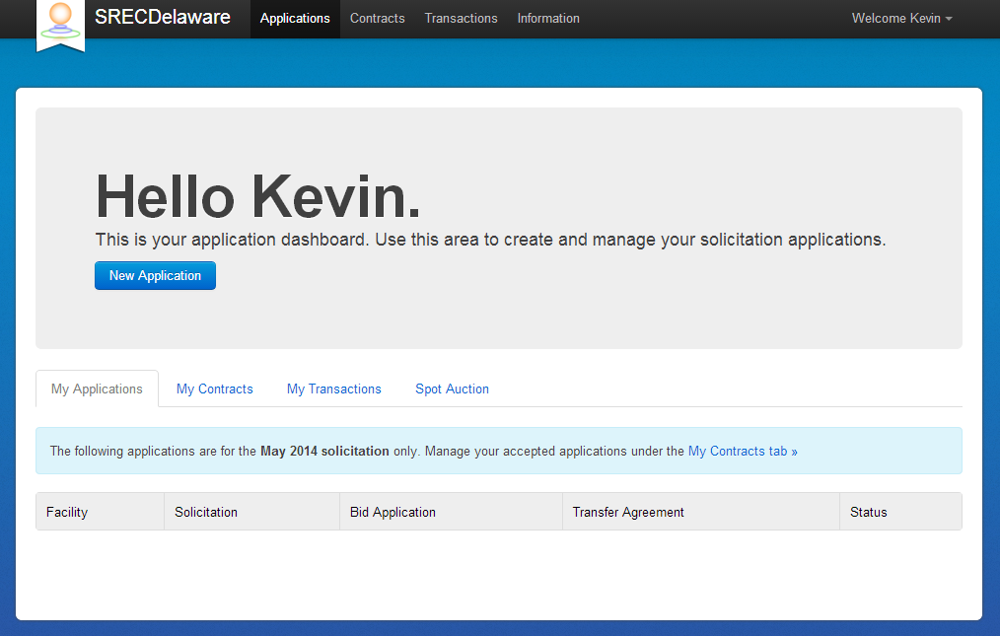 SRECDelaware Applications Contracts Transactions Information Welcome Kevin
Hello Kevin.
This is your application dashboard. Use this area to create and manage your solicitation applications.
New Application
My Applications My Contracts My Transactions Spot Auction
The following applications are for the May 2014 solicitation only. Manage your accepted applications under the My Contracts tab »
Facility Solicitation Bid Application Transfer Agreement Status